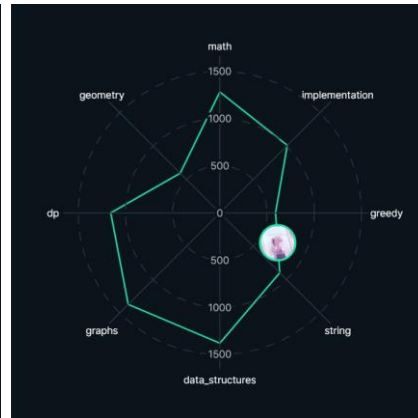 math
1500
geometry
implementation
1000
500
dp
0
greedy
500
1000
graphs
string
1500
data_structures